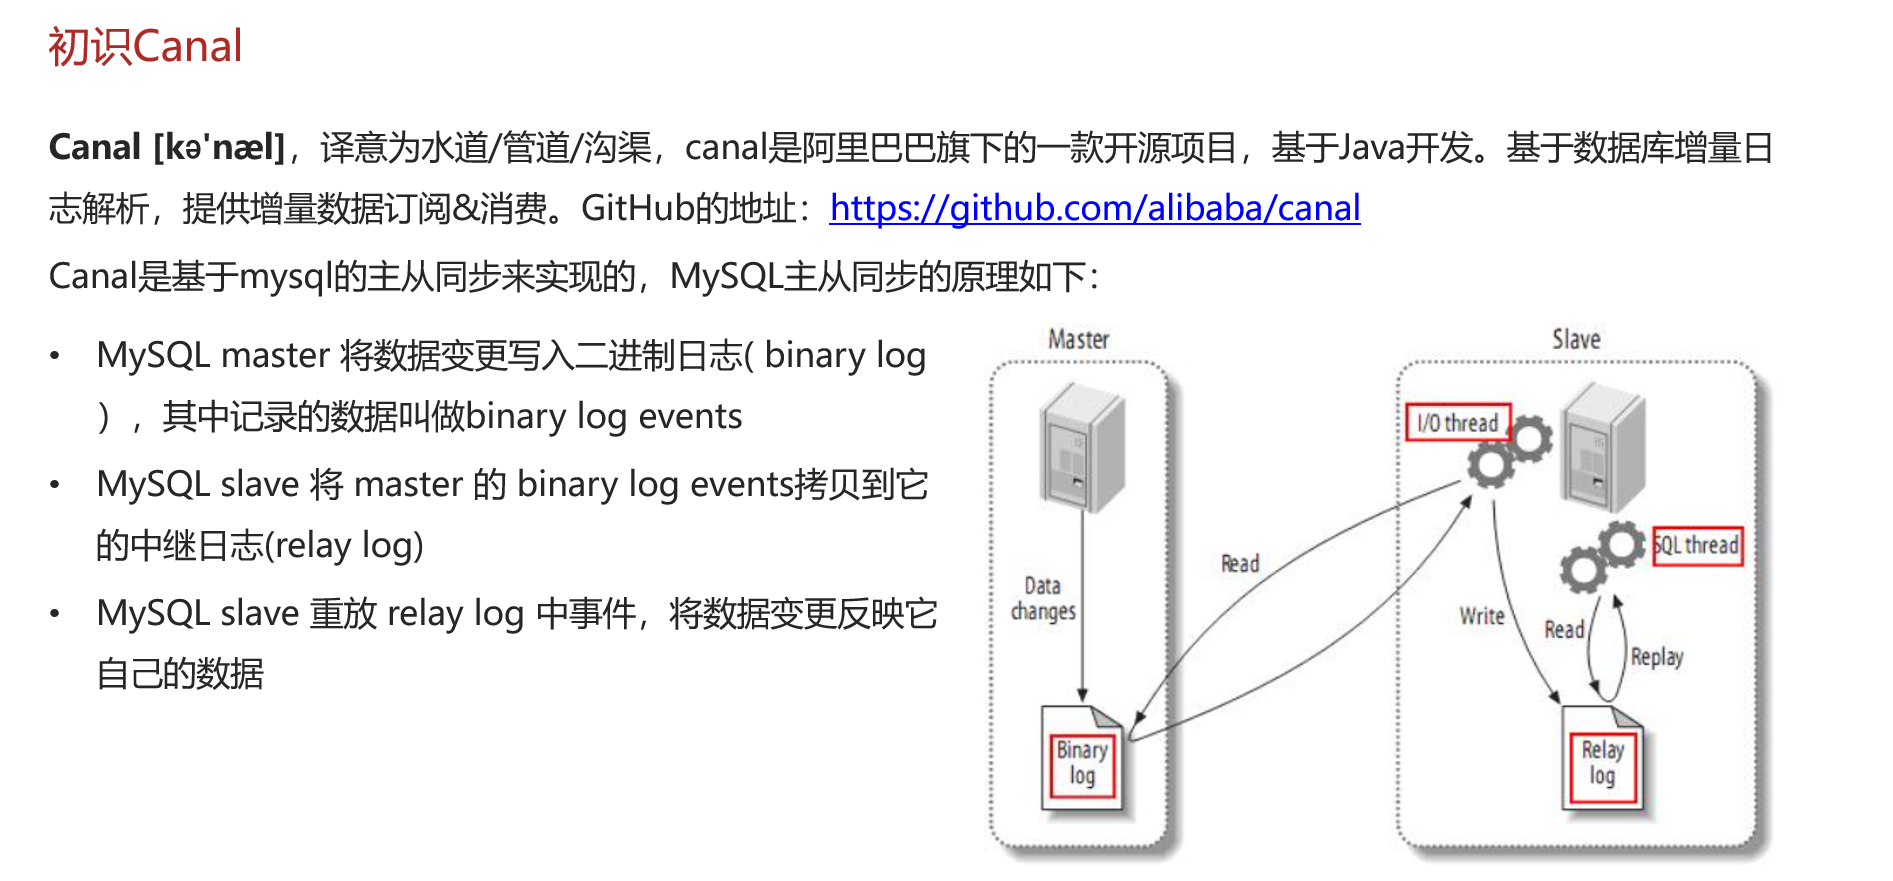 初识Canal
Canal [kə'næl]，译意为水道/管道/沟渠，canal是阿里巴巴旗下的一款开源项目，基于Java开发。基于数据库增量日
志解析，提供增量数据订阅&消费。GitHub的地址：https://github.com/alibaba/canal
Canal是基于mysql的主从同步来实现的，MySQL主从同步的原理如下：
• MySQL master 将数据变更写入二进制日志( binary log
），其中记录的数据叫做binary log events
• MySQL slave 将 master 的 binary log events拷贝到它
的中继日志(relay log)
• MySQL slave 重放 relay log 中事件，将数据变更反映它
自己的数据
Master
Slave
I/O thread
SQL thread
Read
Data
changes
Write
Read
Replay
Binary
log
Relay
log